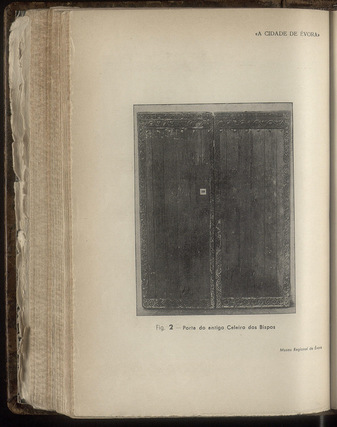 «A CIDADE DE ÉVORA»
Fig. 2 — Porta do antigo Celeiro dos Bispos
Museu Regional de Évora